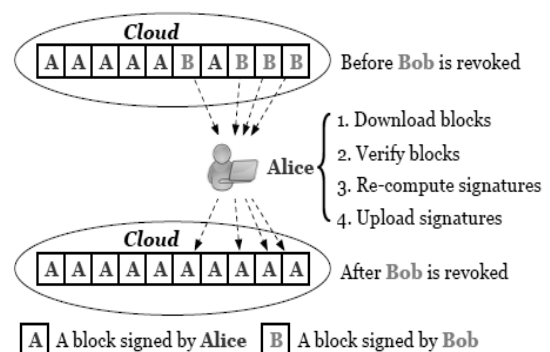 Cloud
A A A A A B A B B B
Before Bob is revoked
Alice
1. Download blocks
2. Verify blocks
3. Re-compute signatures
4. Upload signatures
Cloud
A A A A A A A A A A
After Bob is revoked
A A block signed by Alice B A block signed by Bob